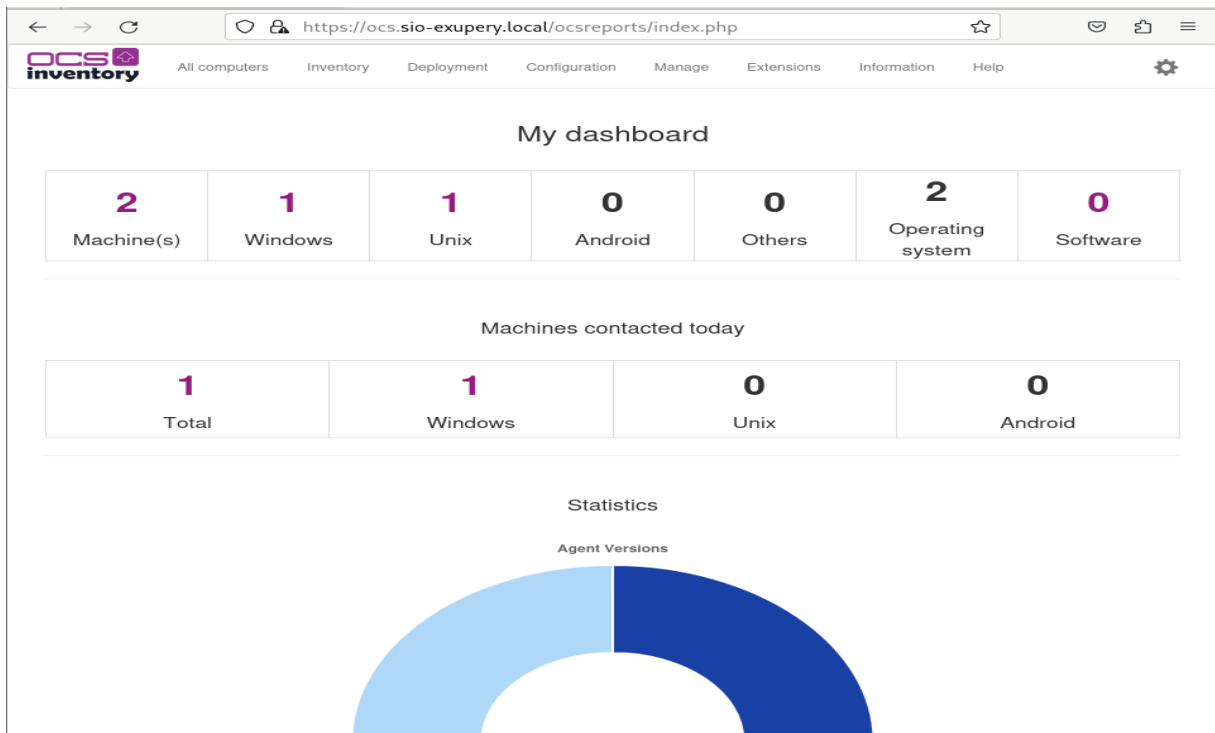 https://ocs.sio-exupery.local/ocsreports/index.php
OCS
inventory
All computers Inventory Deployment Configuration Manage Extensions Information Help
My dashboard
2 1 1 0 0 2 0
Machine(s) Windows Unix Android Others Operating system Software
Machines contacted today
1 1 0 0
Total Windows Unix Android
Statistics
Agent Versions